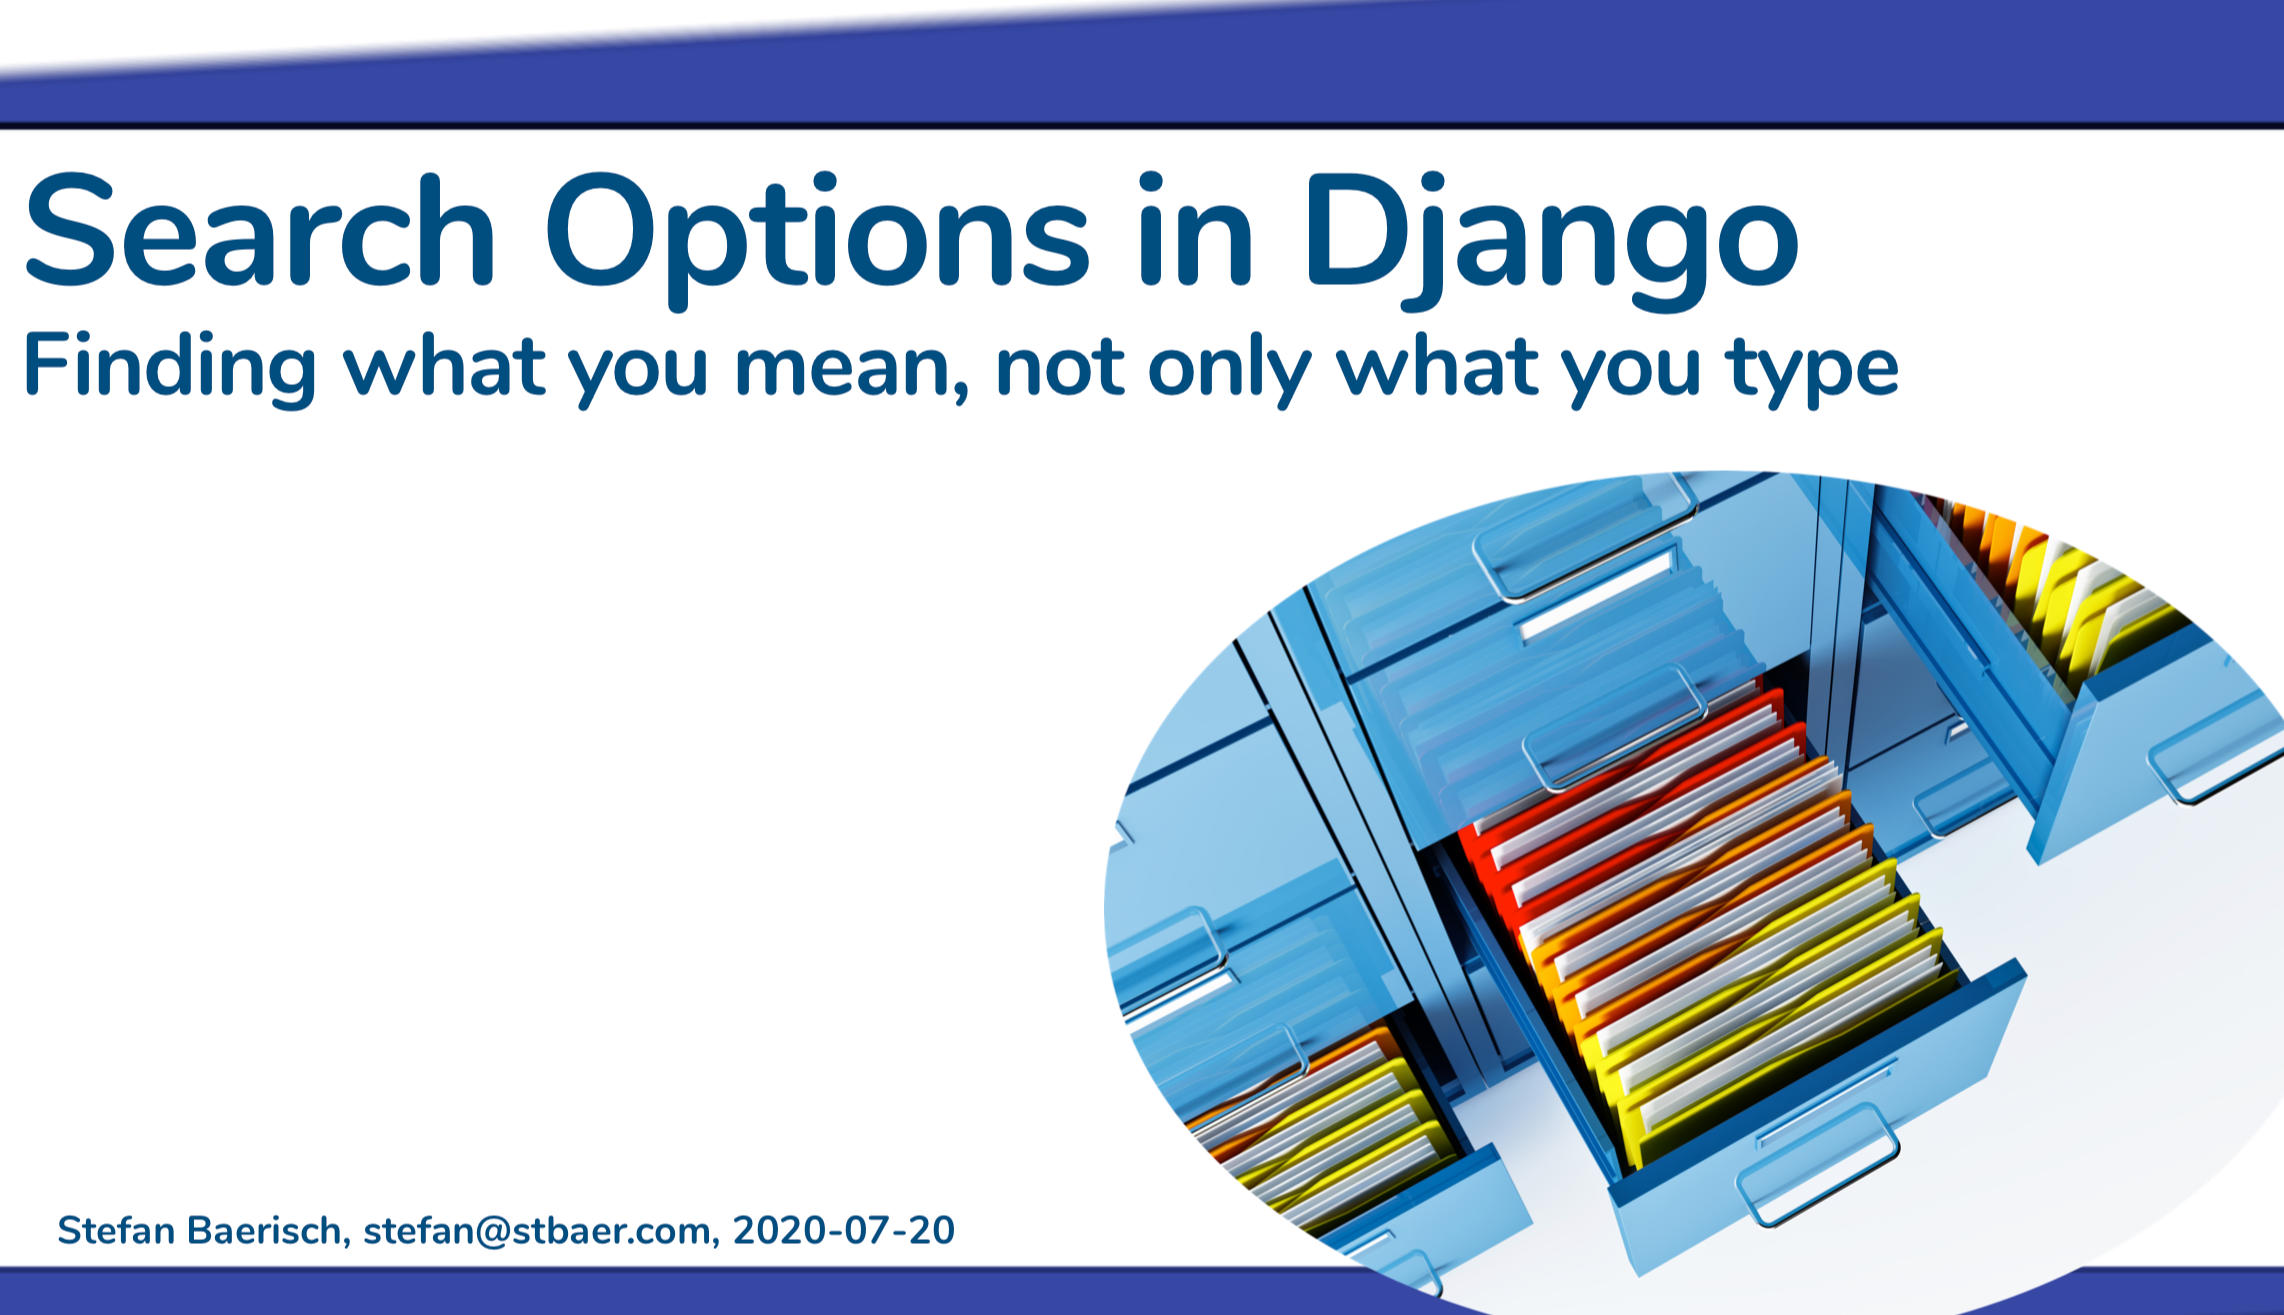 Search Options in Django
Finding what you mean, not only what you type
Stefan Baerisch, stefan@stbaer.com, 2020-07-20